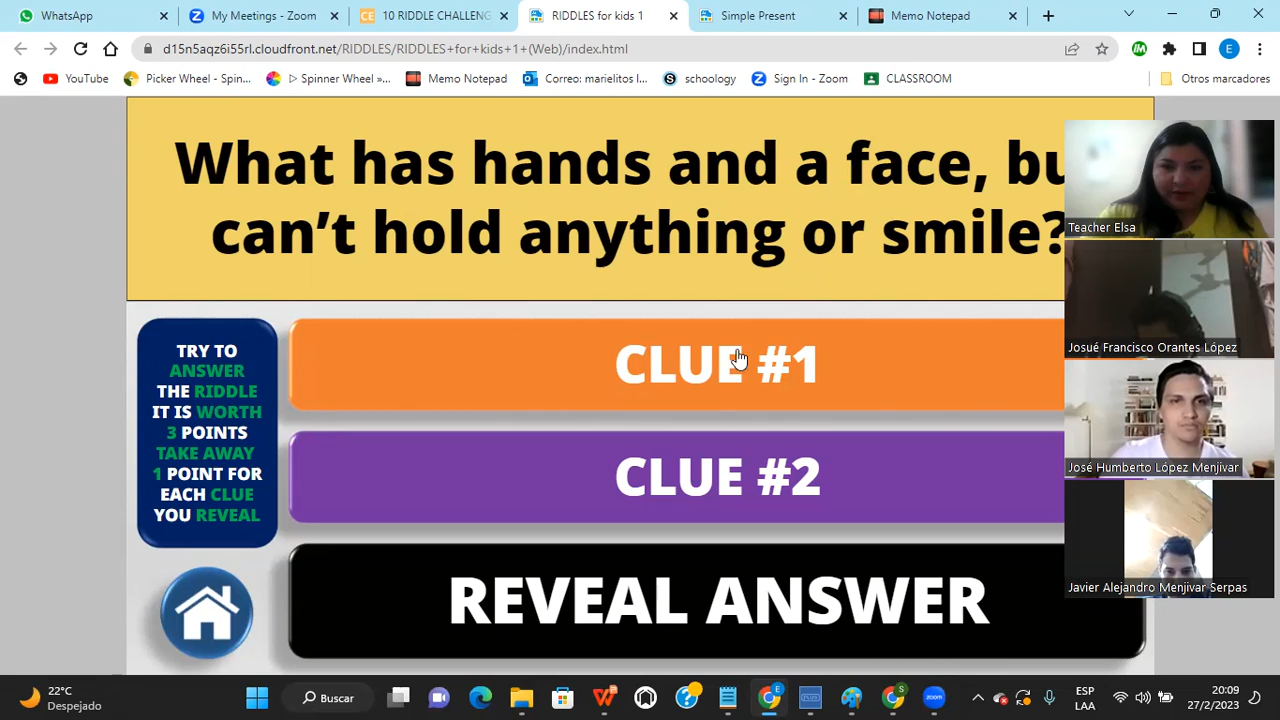 WhatsApp
My Meetings - Zoom
10 RIDDLE CHALLENG
RIDDLES for kids 1
Simple Present
Memo Notepad
d15n5aqz6i55rl.cloudfront.net/RIDDLES/RIDDLES+for+kids+1+(Web)/index.html
YouTube
Picker Wheel - Spin...
▷ Spinner Wheel »...
Memo Notepad
Correo: marielitos l...
schoology
Sign In - Zoom
CLASSROOM
Otros marcadores
What has hands and a face, bu
can't hold anything or smile?
TRY TO
ANSWER
THE RIDDLE
IT IS WORTH
3 POINTS
TAKE AWAY
1 POINT FOR
EACH CLUE
YOU REVEAL
CLUE #1
CLUE #2
REVEAL ANSWER
Teacher Elsa
Josué Francisco Orantes López
José Humberto López Menjivar
Javier Alejandro Menjivar Serpas
22°C
Despejado
Buscar
zoom
ESP
LAA
20:09
27/2/2023